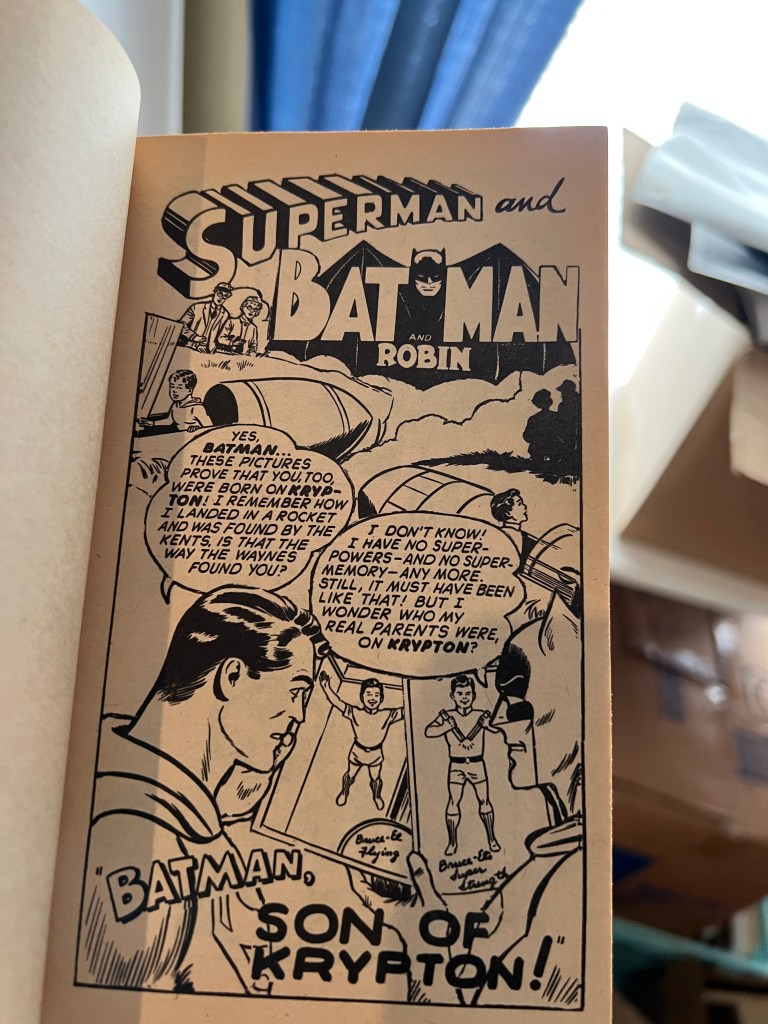 SUPERMAN and
BATMAN
AND
ROBIN
YES,
BATMAN...
THESE PICTURES
PROVE THAT YOU, TOO,
WERE BORN ON KRYP-
TON! I REMEMBER HOW
I LANDED IN A ROCKET
AND WAS FOUND BY THE
KENTS. IS THAT THE
WAY THE WAYNES
FOUND YOU?
I DON'T KNOW!
I HAVE NO SUPER-
POWERS—AND NO SUPER-
MEMORY—ANY MORE.
STILL, IT MUST HAVE BEEN
LIKE THAT! BUT I
WONDER WHO MY
REAL PARENTS WERE,
ON KRYPTON?
Bruce-El
Flying
Bruce-El's
Super
Strength
"BATMAN,
SON OF
KRYPTON!"